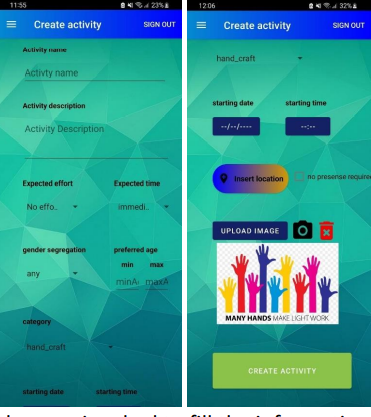 11:55
23%
Create activity
SIGN OUT
Activity name
Activty name
Activity description
Activity Description
Expected effort
Expected time
No effo..
immedi..
gender segregation
preferred age
min
max
any
minA
maxA
category
hand_craft
starting date
starting time
12:06
32%
Create activity
SIGN OUT
hand_craft
starting date
starting time
--/--/----
--:--
Insert location
no presense required
UPLOAD IMAGE
MANY HANDS MAKE LIGHT WORK
CREATE ACTIVITY